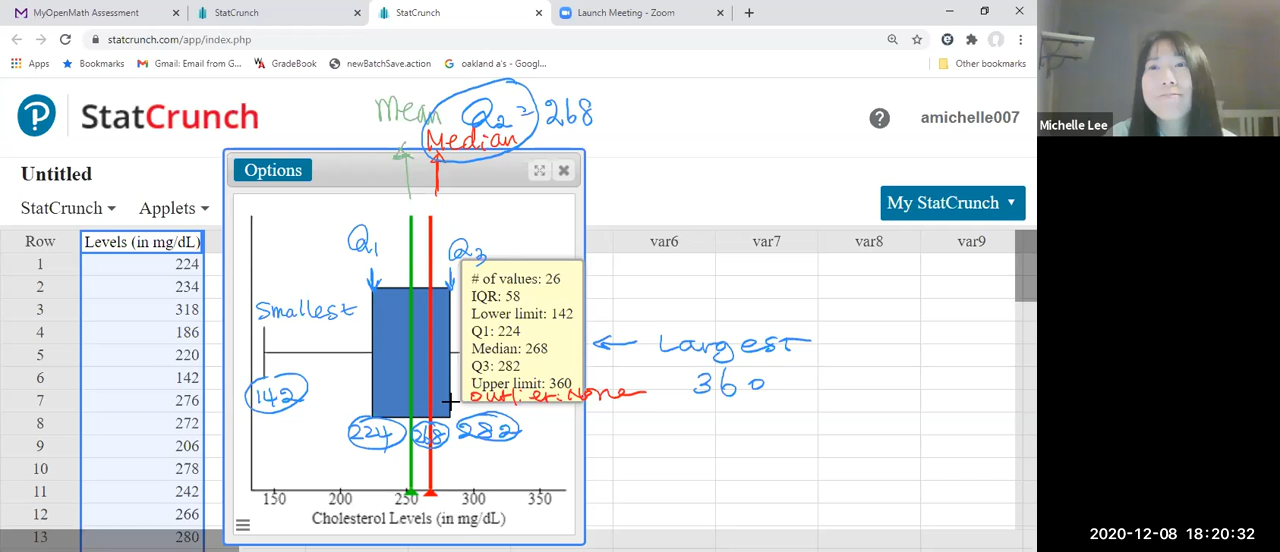 MyOpenMath Assessment
StatCrunch
StatCrunch
Launch Meeting - Zoom
statcrunch.com/app/index.php
Apps
Bookmarks
Gmail: Email from G...
GradeBook
newBatchSave.action
oakland a's - Googl...
Other bookmarks
Mean
Q2 = 268
Median
StatCrunch
amichelle007
Michelle Lee
Untitled
Options
StatCrunch
Applets
My StatCrunch
Row
Levels (in mg/dL)
var6
var7
var8
var9
1 224
2 234
3 318
4 186
5 220
6 142
7 276
8 272
9 206
10 278
11 242
12 266
13 280
Q1
Q3
Smallest
# of values: 26
IQR: 58
Lower limit: 142
Q1: 224
Median: 268
Q3: 282
Upper limit: 360
Largest
360
outlier: None
142
224
268
282
150 200 250 300 350
Cholesterol Levels (in mg/dL)
2020-12-08 18:20:32